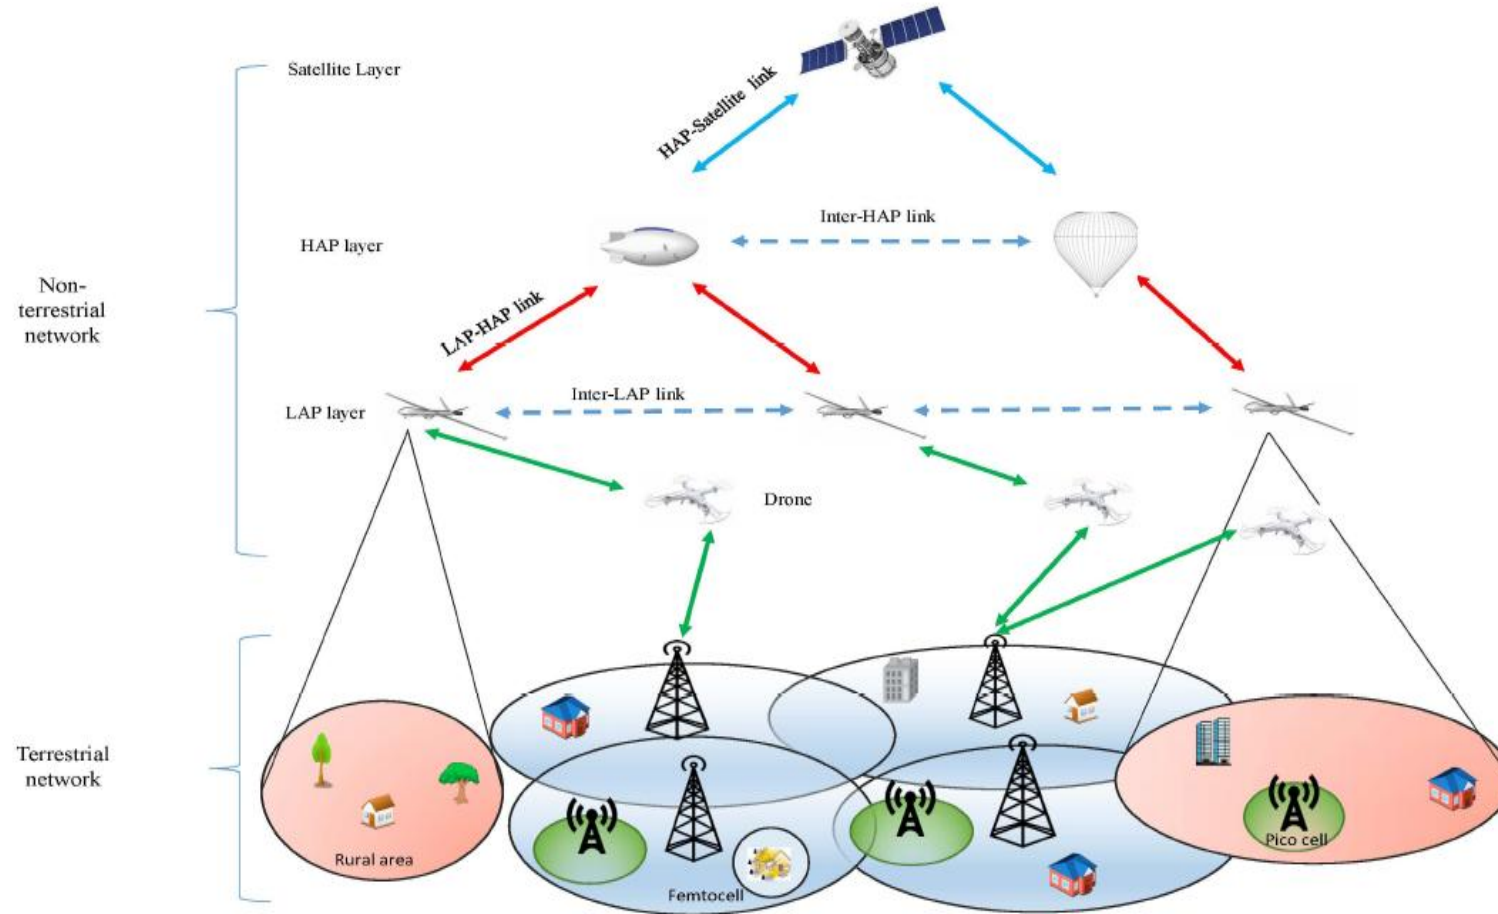 Satellite Layer
HAP-Satellite link
Inter-HAP link
HAP layer
Non-
terrestrial
network
LAP-HAP link
Inter-LAP link
LAP layer
Drone
Terrestrial
network
Rural area
Femtocell
Pico cell